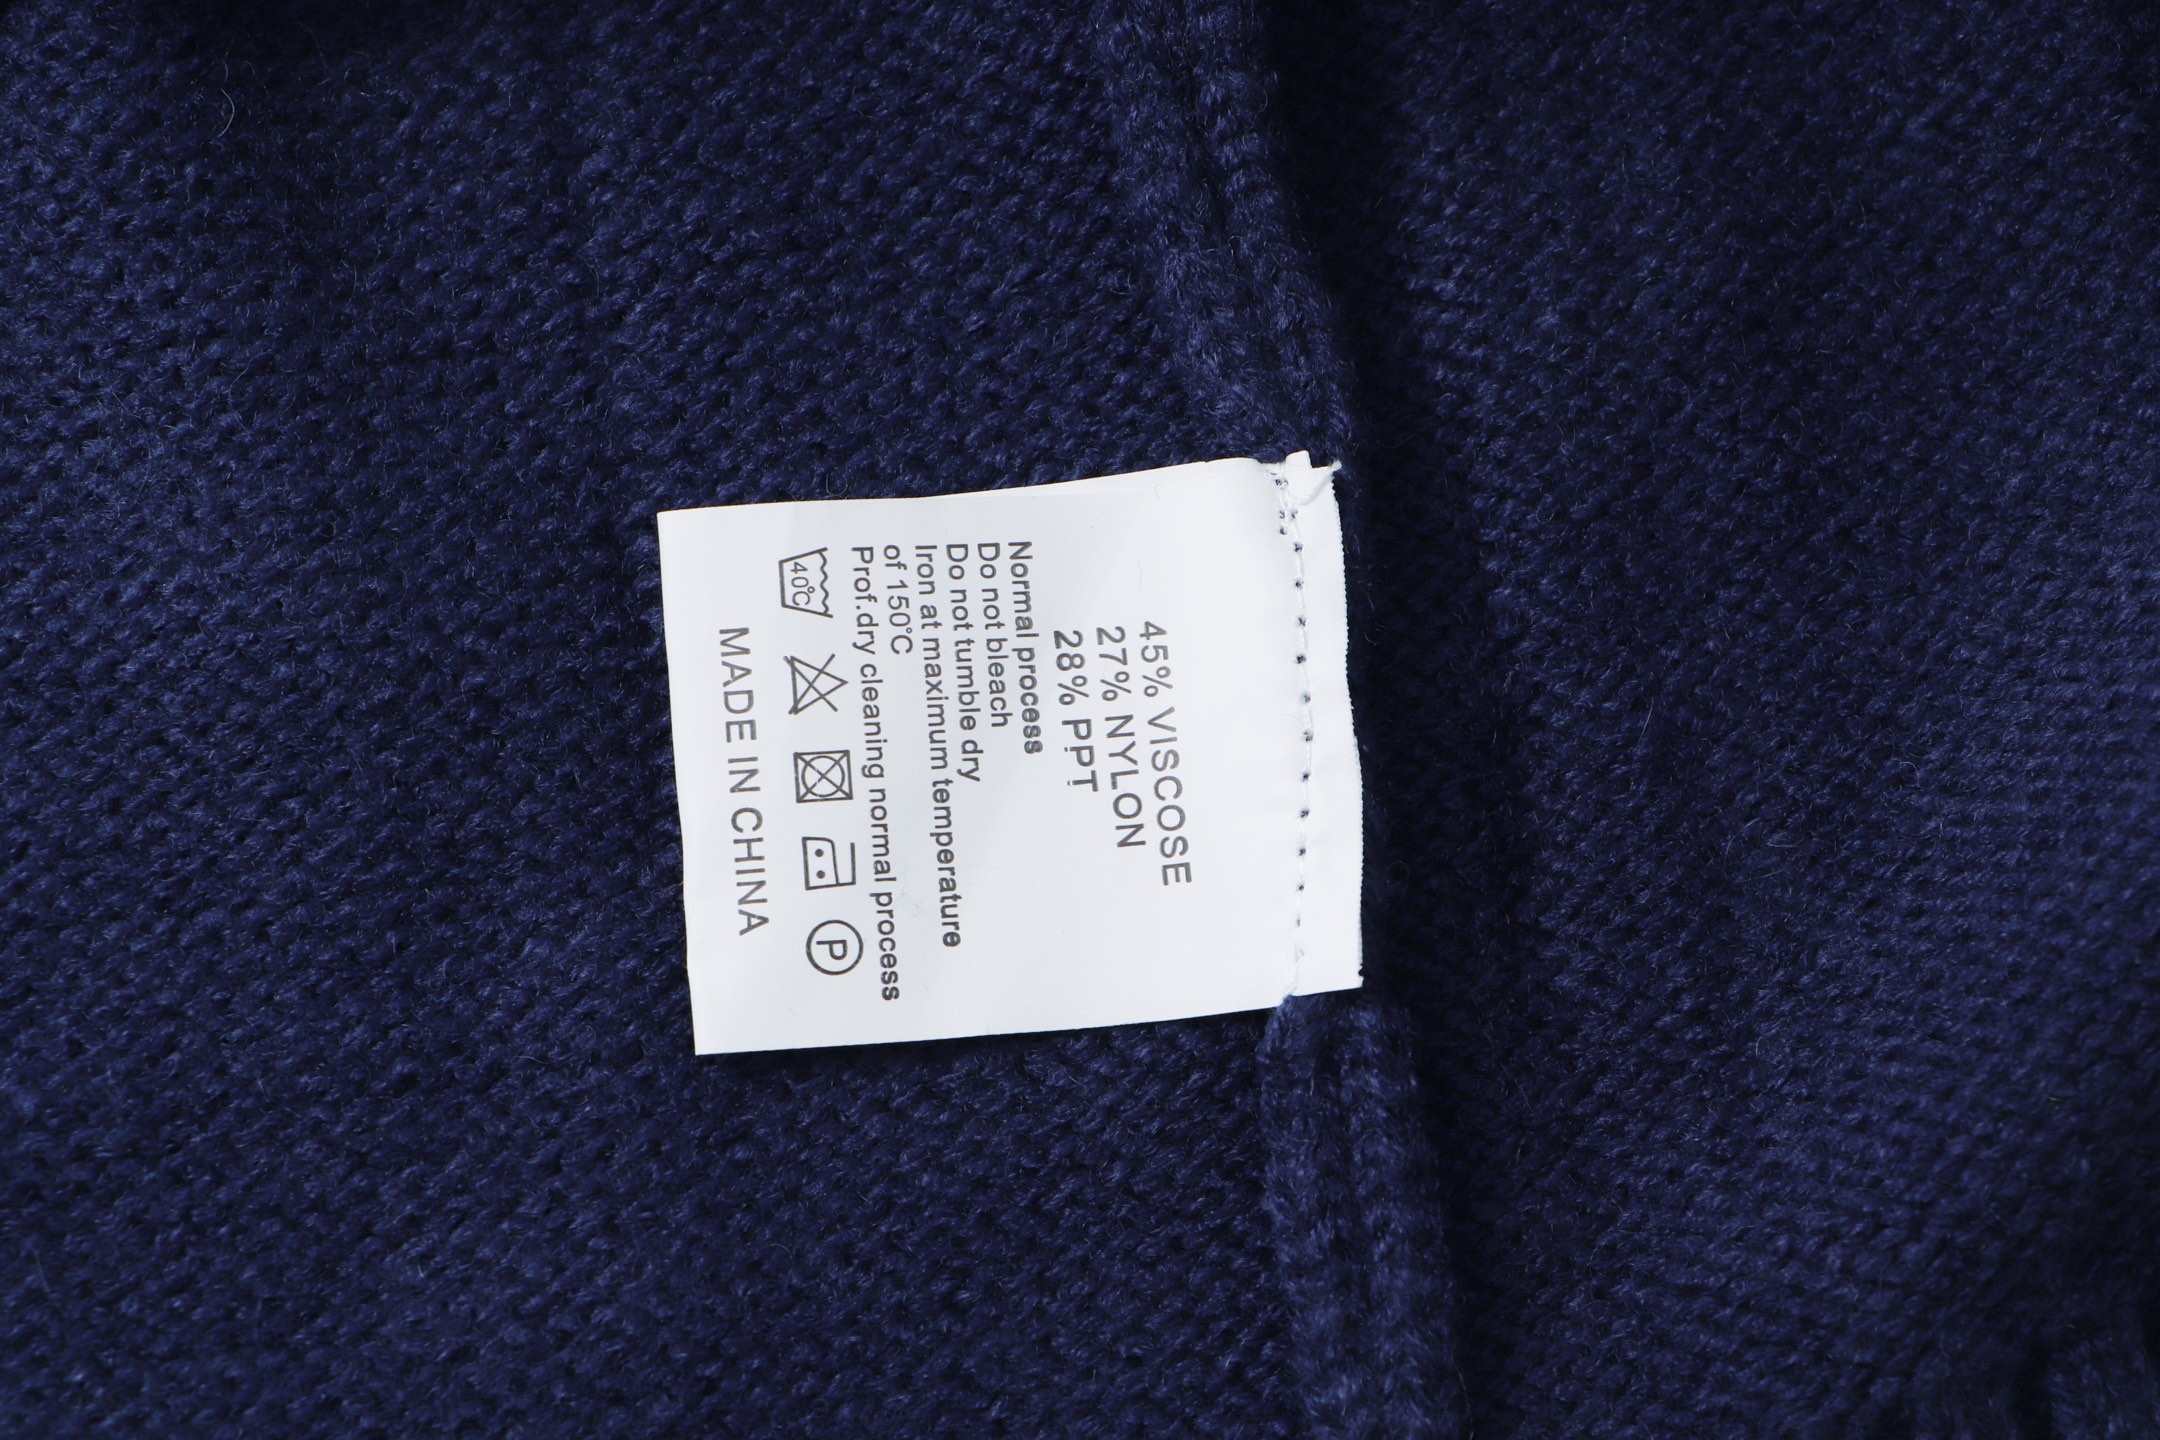 45% VISCOSE
27% NYLON
28% PPT
Normal process
Do not bleach
Do not tumble dry
Iron at maximum temperature
of 150℃
Prof.dry cleaning normal process
40℃ P
MADE IN CHINA